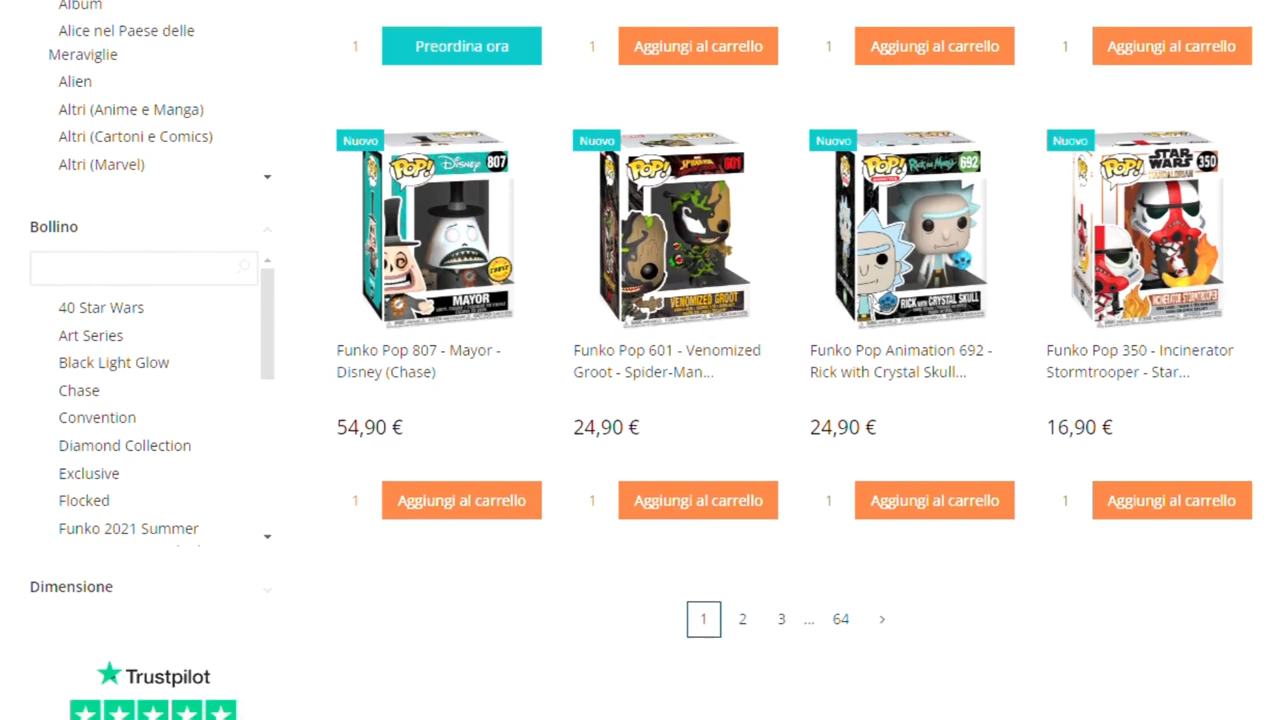 Album
Alice nel Paese delle
Meraviglie
Alien
Altri (Anime e Manga)
Altri (Cartoni e Comics)
Altri (Marvel)
Bollino
40 Star Wars
Art Series
Black Light Glow
Chase
Convention
Diamond Collection
Exclusive
Flocked
Funko 2021 Summer
Dimensione
Trustpilot
1 Preordina ora
1 Aggiungi al carrello
1 Aggiungi al carrello
1 Aggiungi al carrello
Nuovo
POP! Disney 807
MAYOR
Funko Pop 807 - Mayor -
Disney (Chase)
54,90 €
1 Aggiungi al carrello
Nuovo
POP! 601
VENOMIZED GROOT
Funko Pop 601 - Venomized
Groot - Spider-Man...
24,90 €
1 Aggiungi al carrello
Nuovo
POP! Rick and Morty 692
RICK WITH CRYSTAL SKULL
Funko Pop Animation 692 -
Rick with Crystal Skull...
24,90 €
1 Aggiungi al carrello
Nuovo
POP! STAR WARS 350
INCINERATOR STORMTROOPER
Funko Pop 350 - Incinerator
Stormtrooper - Star...
16,90 €
1 Aggiungi al carrello
1 2 3 ... 64 >